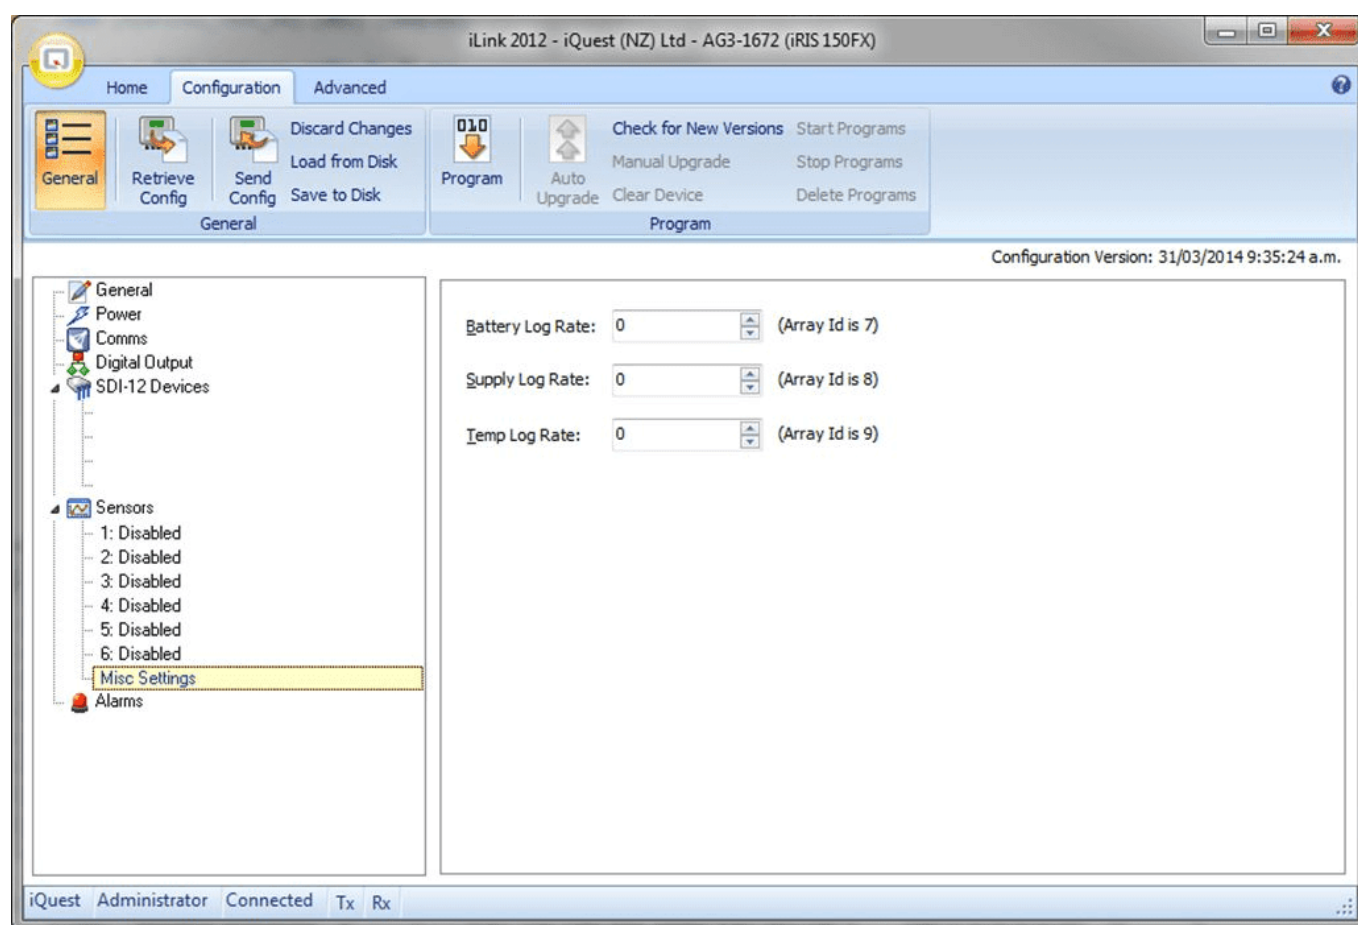 iLink 2012 - iQuest (NZ) Ltd - AG3-1672 (iRIS 150FX)
Home Configuration Advanced
General
Retrieve Config
Send Config
Discard Changes
Load from Disk
Save to Disk
General
010
Program
Auto Upgrade
Check for New Versions
Manual Upgrade
Clear Device
Start Programs
Stop Programs
Delete Programs
Program
Configuration Version: 31/03/2014 9:35:24 a.m.
General
Power
Comms
Digital Output
SDI-12 Devices
Sensors
1: Disabled
2: Disabled
3: Disabled
4: Disabled
5: Disabled
6: Disabled
Misc Settings
Alarms
Battery Log Rate: 0 (Array Id is 7)
Supply Log Rate: 0 (Array Id is 8)
Temp Log Rate: 0 (Array Id is 9)
iQuest Administrator Connected Tx Rx